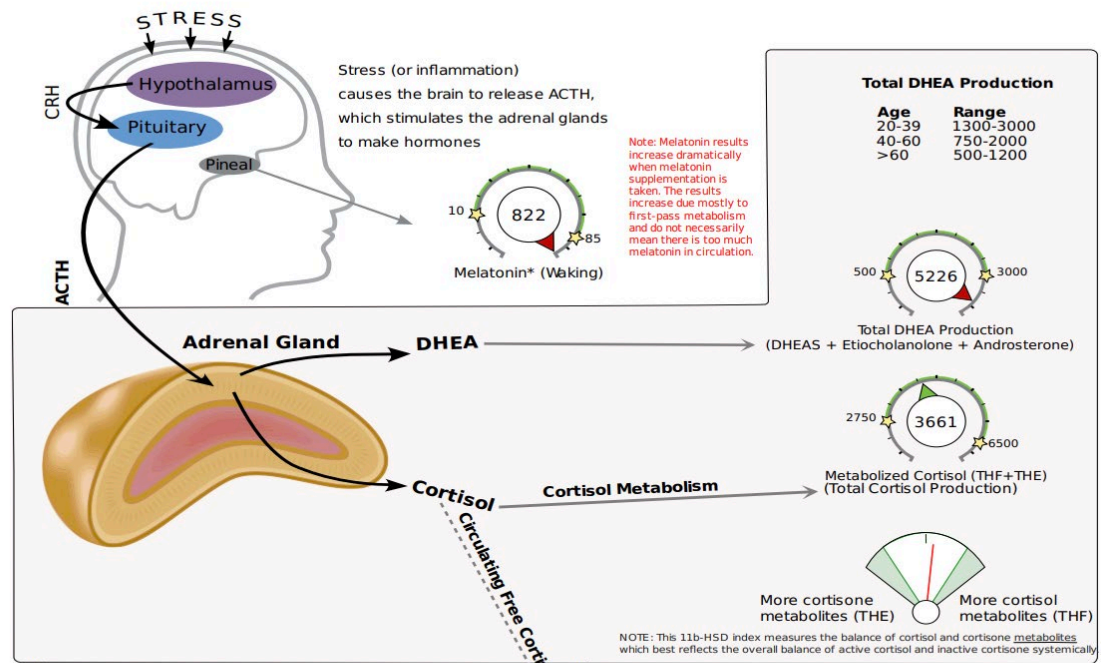 STRESS
Hypothalamus
CRH
Pituitary
Pineal
ACTH
Stress (or inflammation)
causes the brain to release ACTH,
which stimulates the adrenal glands
to make hormones
10
822
85
Melatonin* (Waking)
Note: Melatonin results
increase dramatically
when melatonin
supplementation is
taken. The results
increase due mostly to
first-pass metabolism
and do not necessarily
mean there is too much
melatonin in circulation.
Total DHEA Production
Age Range
20-39 1300-3000
40-60 750-2000
>60 500-1200
500
5226
3000
Total DHEA Production
(DHEAS + Etiocholanolone + Androsterone)
Adrenal Gland
DHEA
2750
3661
6500
Metabolized Cortisol (THF+THE)
(Total Cortisol Production)
Cortisol
Cortisol Metabolism
Circulating Free
More cortisone
metabolites (THE)
More cortisol
metabolites (THF)
NOTE: This 11b-HSD index measures the balance of cortisol and cortisone metabolites
which best reflects the overall balance of active cortisol and inactive cortisone systemically